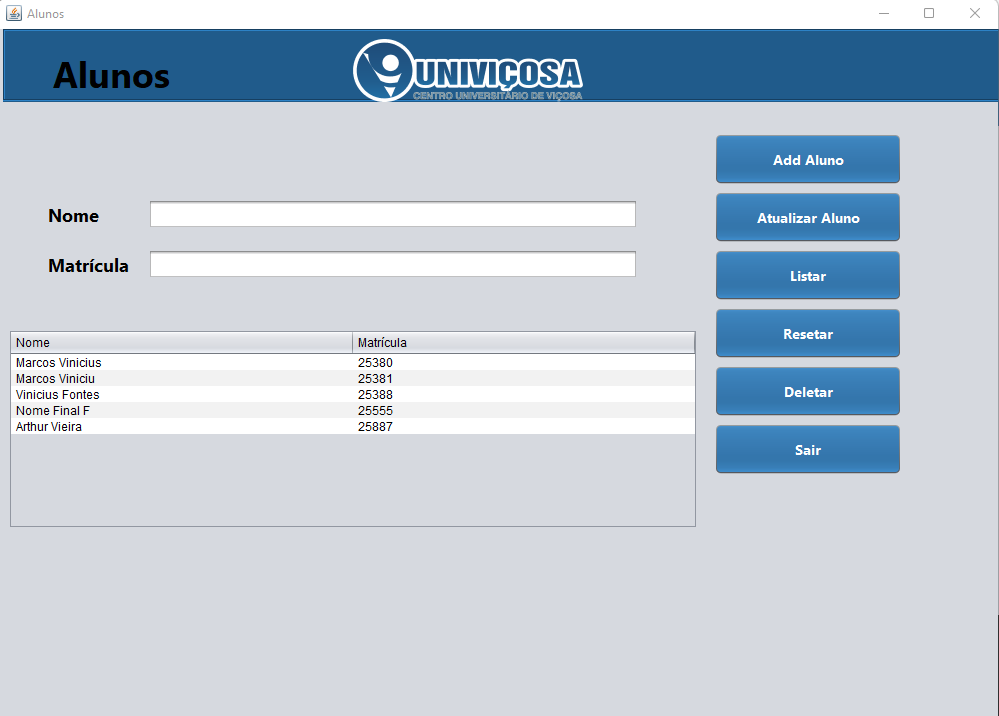 Alunos
Alunos
UNIVIÇOSA
CENTRO UNIVERSITÁRIO DE VIÇOSA
Add Aluno
Nome
Atualizar Aluno
Matrícula
Listar
Resetar
Nome Matrícula
Marcos Vinicius 25380
Marcos Viniciu 25381
Vinicius Fontes 25388
Nome Final F 25555
Arthur Vieira 25887
Deletar
Sair